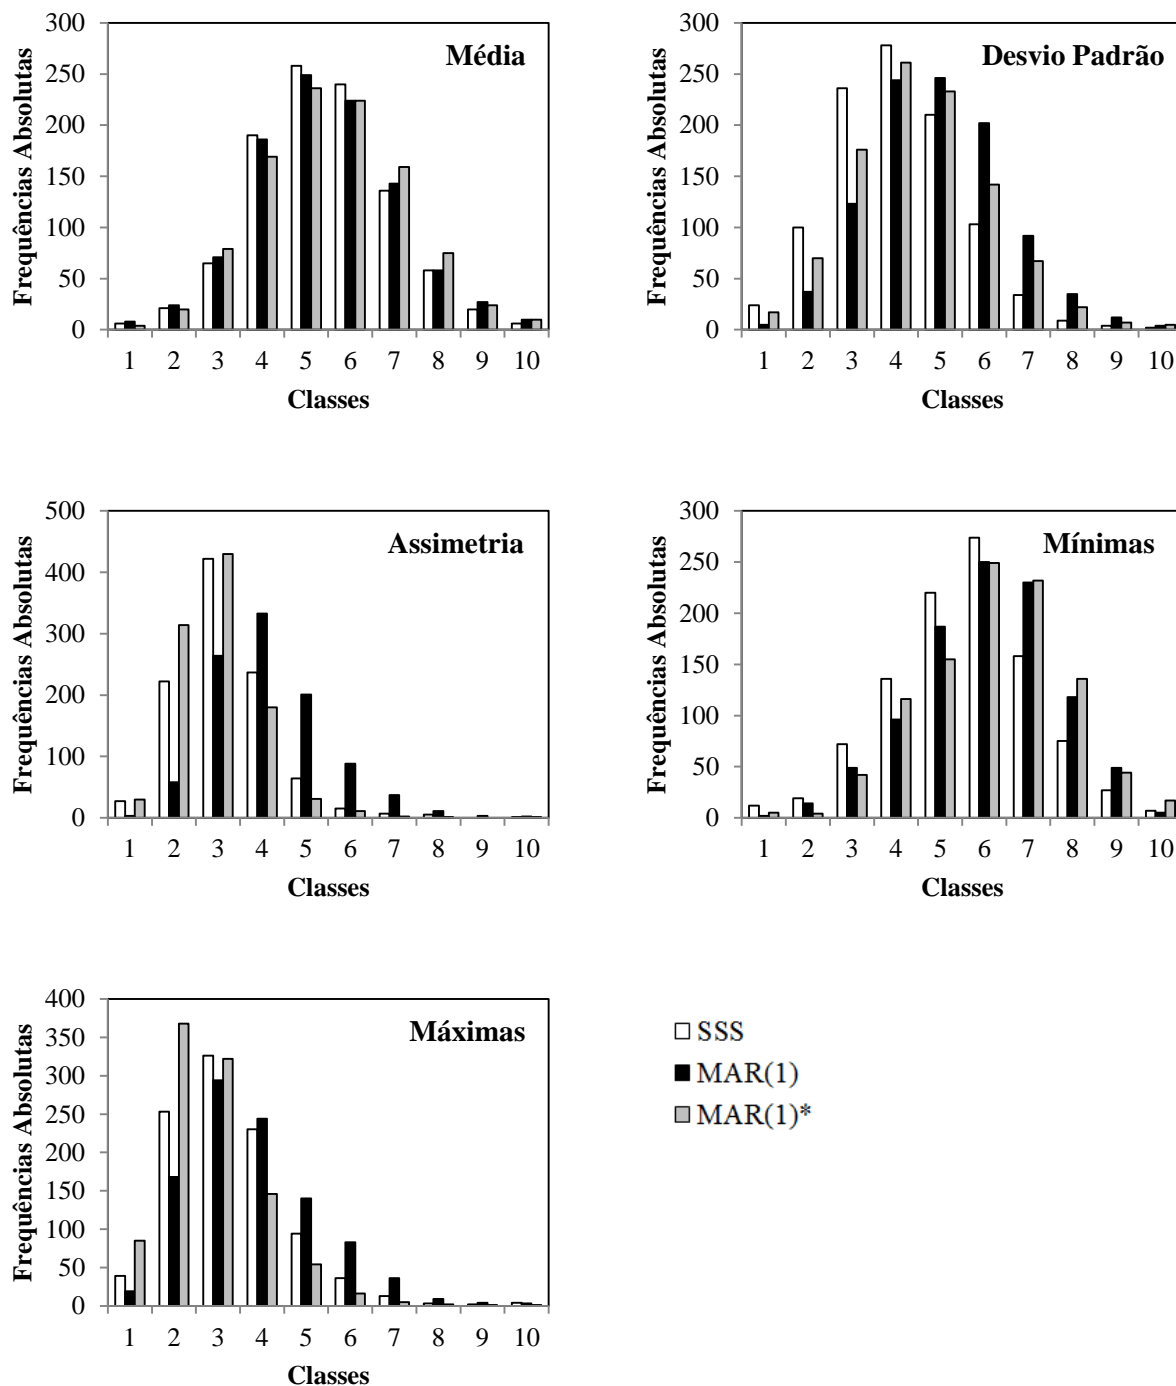 Média
Frequências Absolutas
300
250
200
150
100
50
0
1 2 3 4 5 6 7 8 9 10
Classes
Desvio Padrão
Frequências Absolutas
300
250
200
150
100
50
0
1 2 3 4 5 6 7 8 9 10
Classes
Assimetria
Frequências Absolutas
500
400
300
200
100
0
1 2 3 4 5 6 7 8 9 10
Classes
Mínimas
Frequências Absolutas
300
250
200
150
100
50
0
1 2 3 4 5 6 7 8 9 10
Classes
Máximas
Frequências Absolutas
400
350
300
250
200
150
100
50
0
1 2 3 4 5 6 7 8 9 10
Classes
SSS
MAR(1)
MAR(1)*